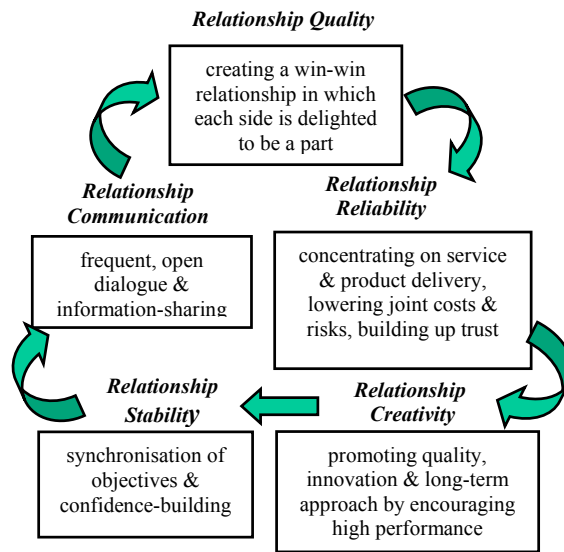 Relationship Quality
creating a win-win
relationship in which
each side is delighted
to be a part
Relationship
Reliability
concentrating on service
& product delivery,
lowering joint costs &
risks, building up trust
Relationship
Creativity
promoting quality,
innovation & long-term
approach by encouraging
high performance
Relationship
Stability
synchronisation of
objectives &
confidence-building
Relationship
Communication
frequent, open
dialogue &
information-sharing